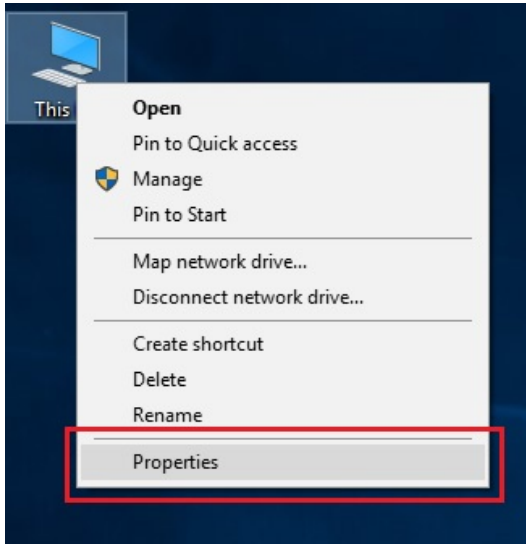 This
Open
Pin to Quick access
Manage
Pin to Start
Map network drive...
Disconnect network drive...
Create shortcut
Delete
Rename
Properties